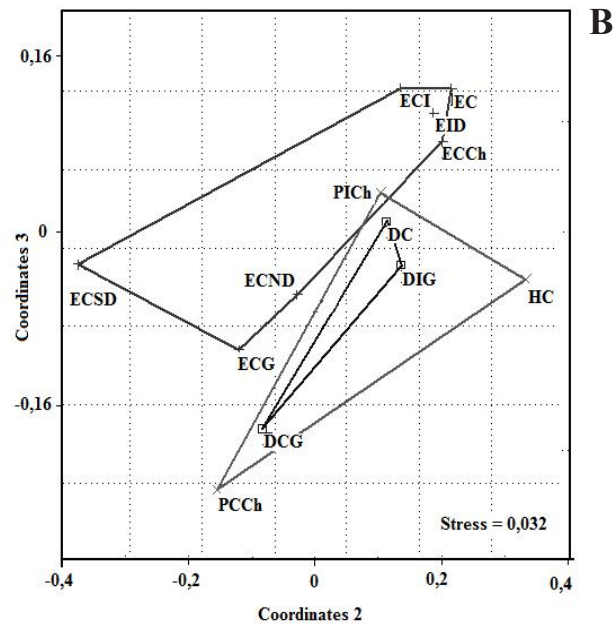 B
0,16
ECI
EC
EID
ECCh
PICh
0
DC
ECND
DIG
ECSD
HC
Coordinates 3
ECG
-0,16
DCG
PCCh
Stress = 0,032
-0,4
-0,2
0
0,2
0,4
Coordinates 2